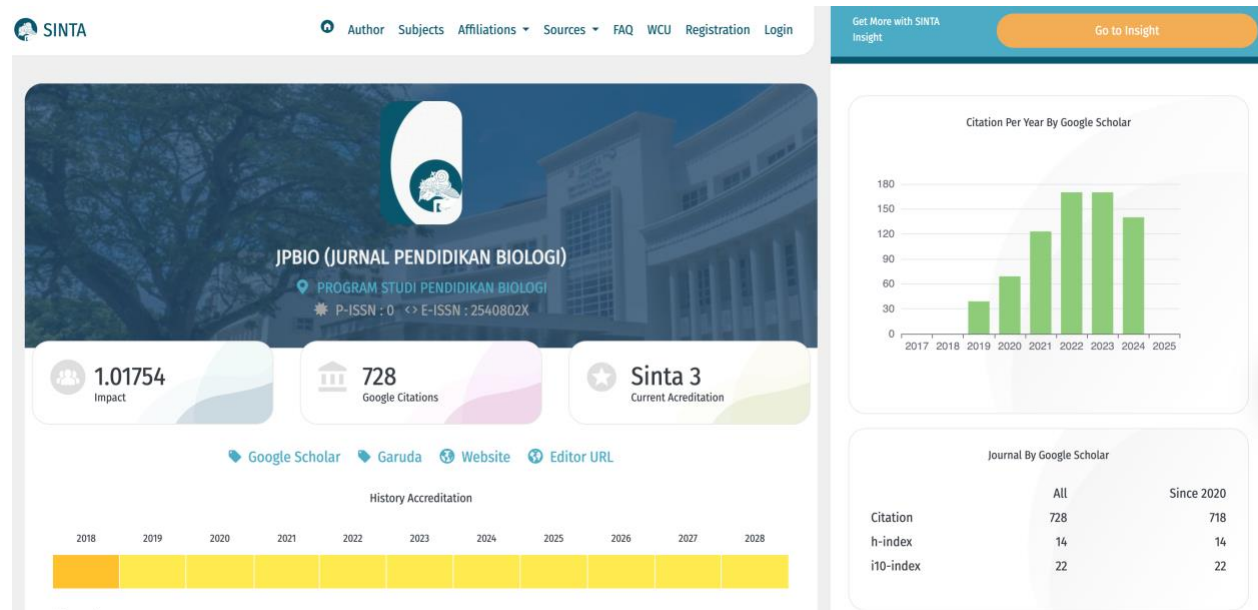 SINTA
Author Subjects Affiliations Sources FAQ WCU Registration Login
Get More with SINTA
Insight
Go to Insight
JPBIO (JURNAL PENDIDIKAN BIOLOGI)
PROGRAM STUDI PENDIDIKAN BIOLOGI
P-ISSN : 0 <> E-ISSN : 2540802X
1.01754
Impact
728
Google Citations
Sinta 3
Current Acreditation
Google Scholar Garuda Website Editor URL
History Accreditation
2018 2019 2020 2021 2022 2023 2024 2025 2026 2027 2028
Citation Per Year By Google Scholar
180
150
120
90
60
30
0
2017 2018 2019 2020 2021 2022 2023 2024 2025
Journal By Google Scholar
All Since 2020
Citation 728 718
h-index 14 14
i10-index 22 22